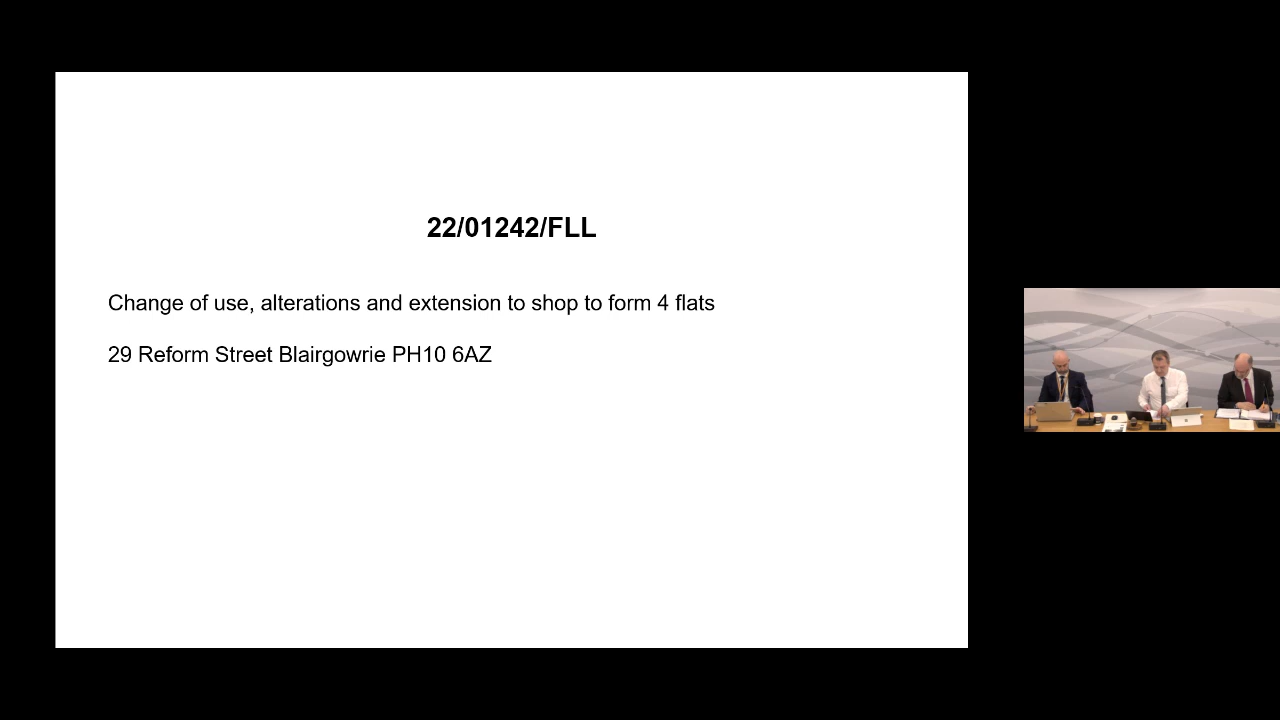 22/01242/FLL
Change of use, alterations and extension to shop to form 4 flats
29 Reform Street Blairgowrie PH10 6AZ